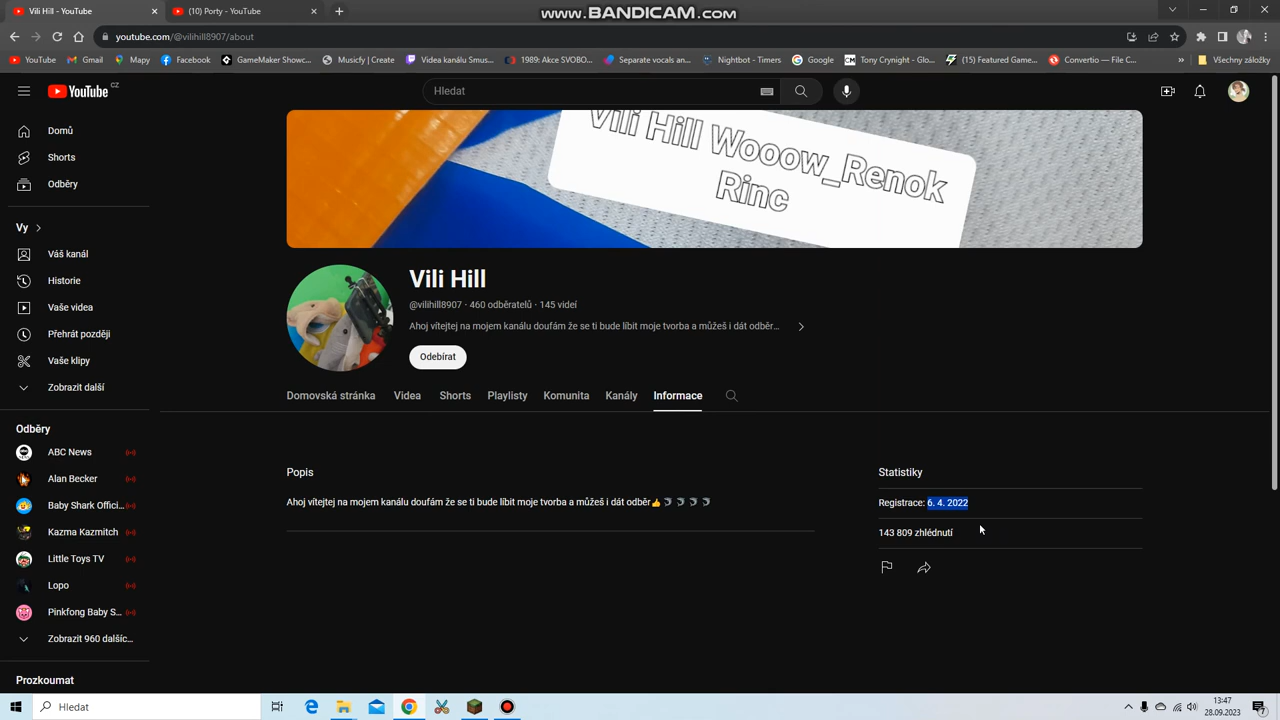 Vili Hill - YouTube
(10) Porty - YouTube
www.BANDICAM.com
youtube.com/@vilihill8907/about
YouTube
Gmail
Mapy
Facebook
GameMaker Showcas...
Musicfy | Create
Videa kanálu Smus...
1989: Akce SVOBO...
Separate vocals an...
Nightbot - Timers
Google
Tony Crynight - Glo...
(15) Featured Game...
Convertio — File C...
»
Všechny záložky
YouTube CZ
Hledat
Vili Hill Wooow_Renok
Rinc
Domů
Shorts
Odběry
Vy
Váš kanál
Historie
Vaše videa
Přehrát později
Vaše klipy
Zobrazit další
Vili Hill
@vilihill8907 · 460 odběratelů · 145 videí
Ahoj vítejtej na mojem kanálu doufám že se ti bude líbit moje tvorba a můžeš i dát odběr...
Odebírat
Domovská stránka
Videa
Shorts
Playlisty
Komunita
Kanály
Informace
Odběry
ABC News
Alan Becker
Baby Shark Offici...
Kazma Kazmitch
Little Toys TV
Lopo
Pinkfong Baby S...
Zobrazit 960 dalšíc...
Prozkoumat
Popis
Ahoj vítejtej na mojem kanálu doufám že se ti bude líbit moje tvorba a můžeš i dát odběr👍🦈🦈🦈🦈
Statistiky
Registrace: 6. 4. 2022
143 809 zhlédnutí
Hledat
13:47
28.09.2023
7